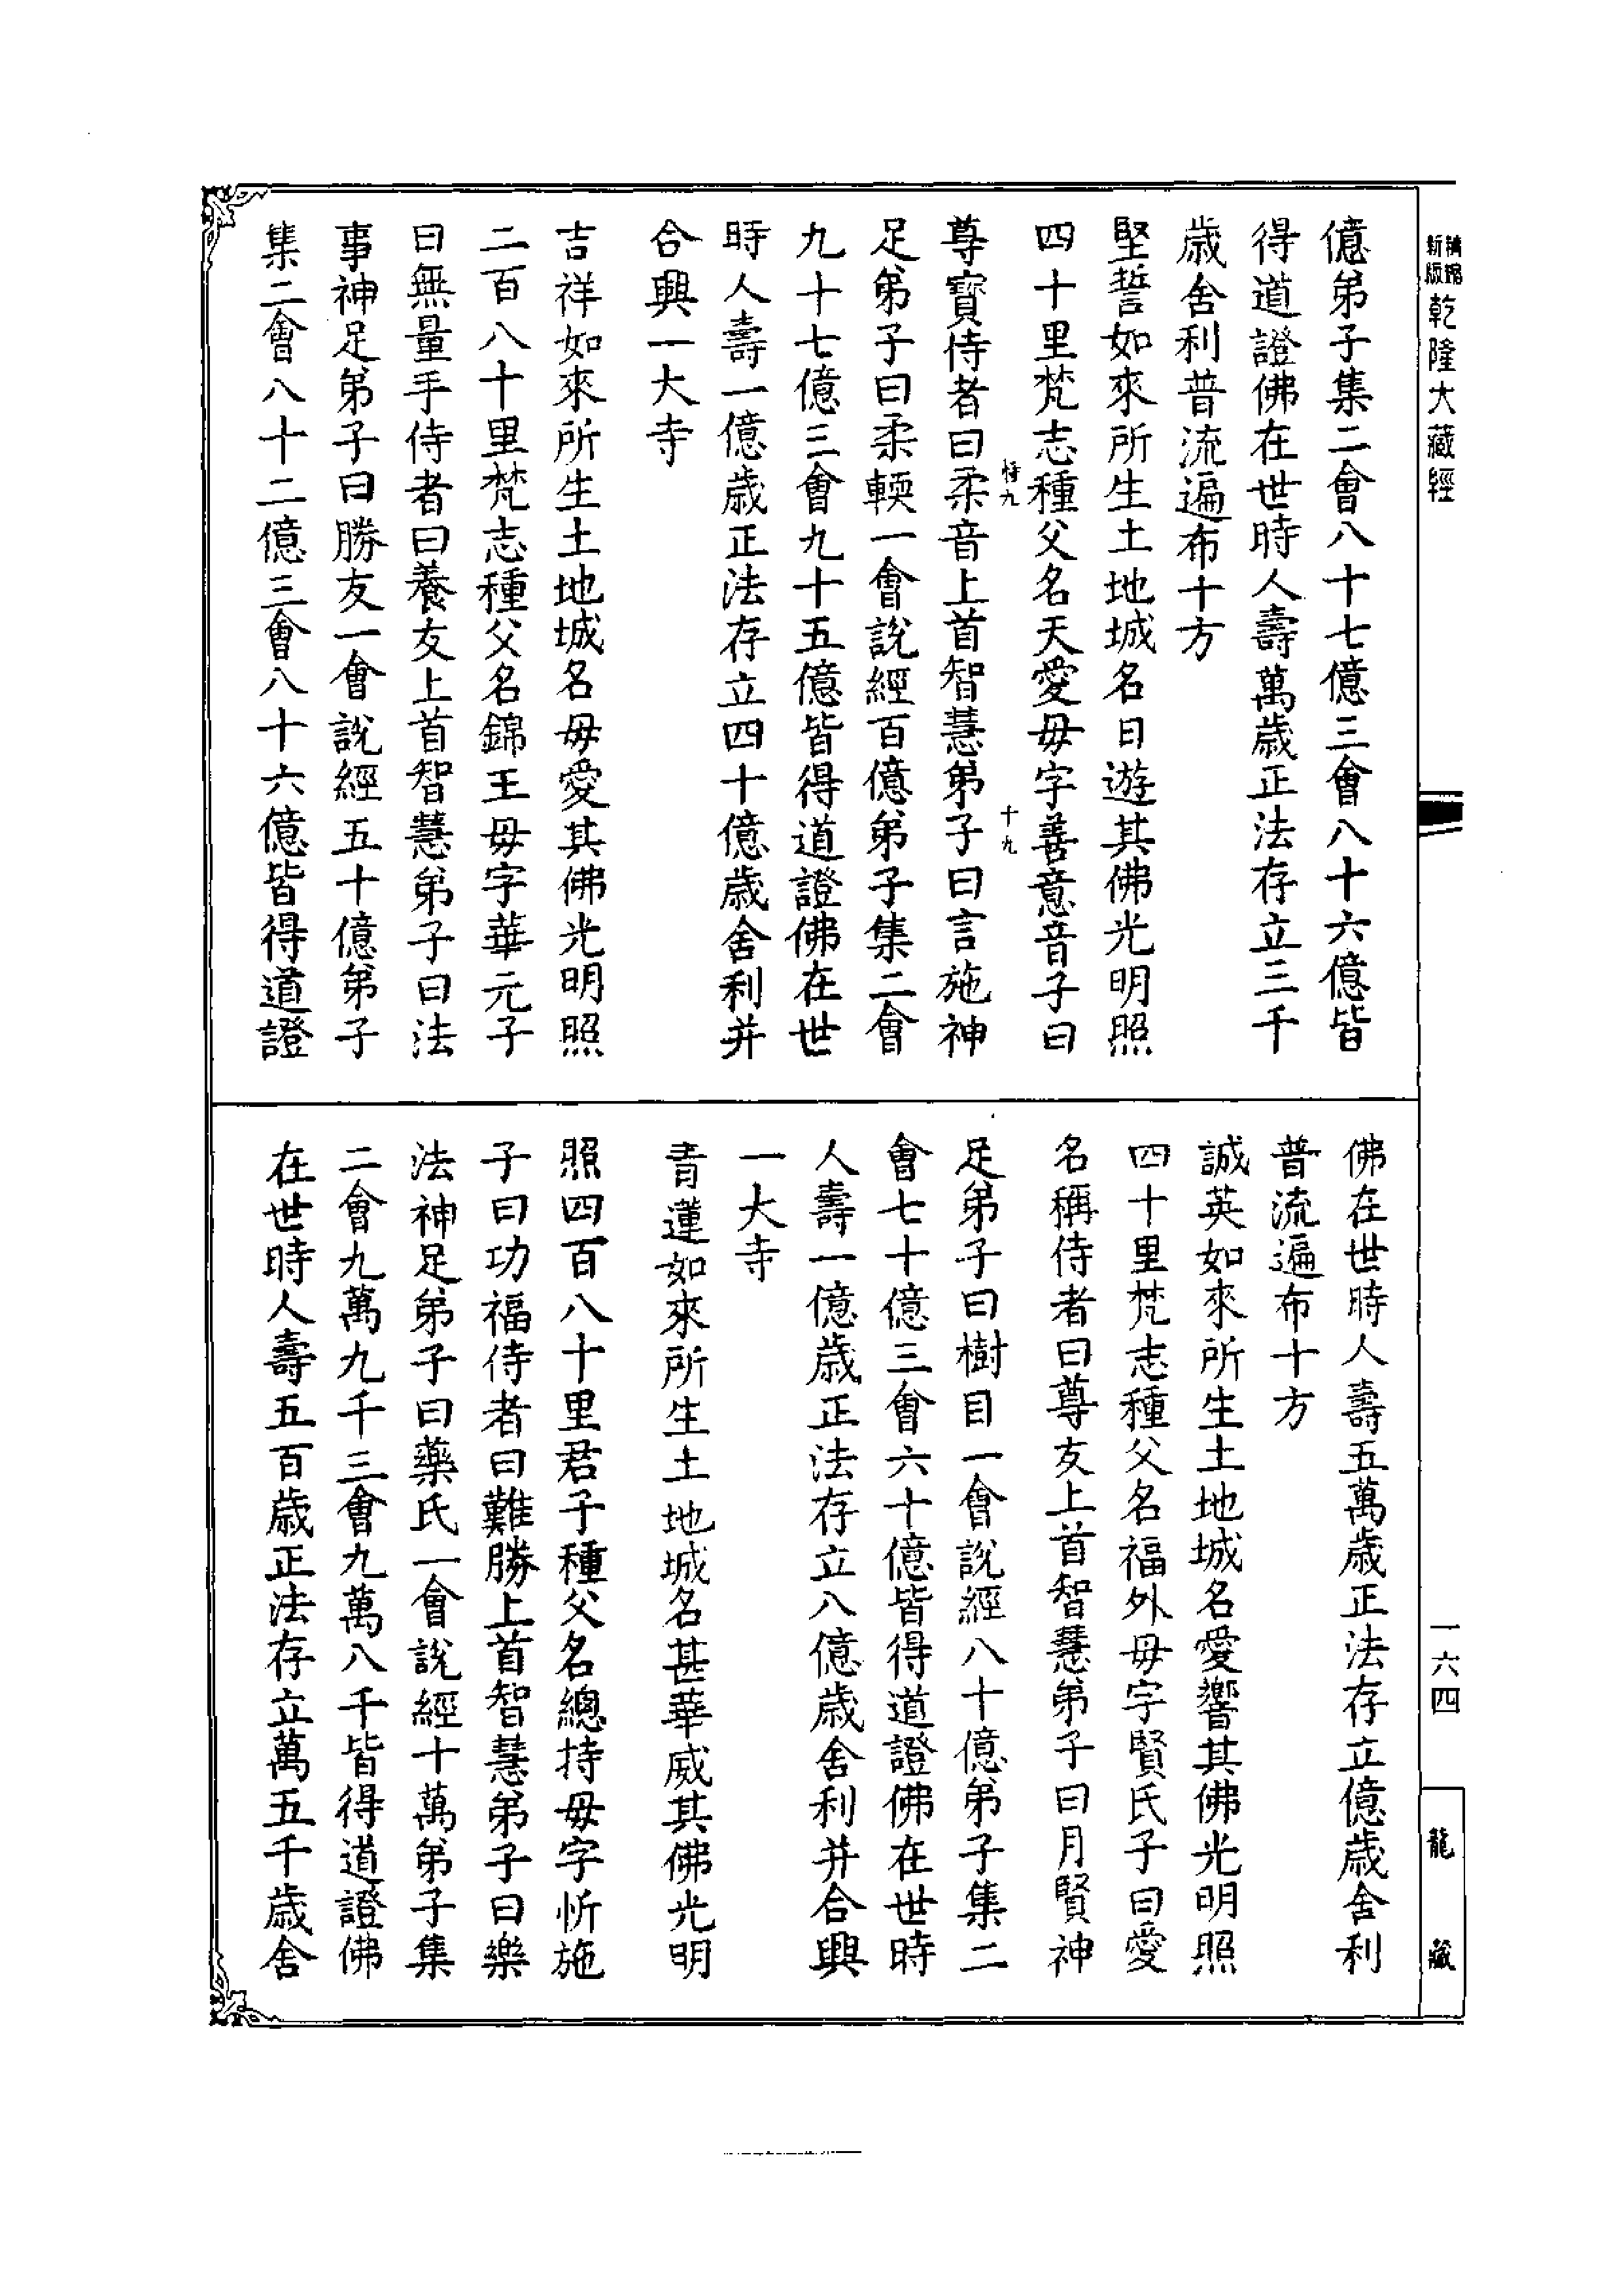 新版
乾隆大藏經
億弟子集二會八十七億三會八十六億皆
得道證佛在世時人壽萬歲正法存立三千
歲舍利普流遍布十方
堅誓如來所生土地城名日遊其佛光明照
四十里梵志種父名天愛毋字善意音子曰
十九
尊寶侍者曰柔音上首智慧弟子曰言施神
足弟子曰柔輭一會說經百億弟子集二會
九十七億三會九十五億皆得道證佛在世
時人壽一億歲正法存立四十億歲舍利并
合興一大寺
吉祥如來所生土地城名毋愛其佛光明照
二百八十里梵志種父名錦王毋字華元子
曰無量手侍者曰養友上首智慧弟子曰法
事神足弟子曰勝友一會說經五十億弟子
集二會八十二億三會八十六億皆得道證
佛在世時人壽五萬歲正法存立億歲舍利
普流遍布十方
誠英如來所生土地城名愛響其佛光明照
四十里梵志種父名福外毋字賢氏子曰愛
名稱侍者曰尊友上首智慧弟子曰月賢神
足弟子曰樹目一會說經八十億弟子集二
會七十億三會六十億皆得道證佛在世時
人壽一億歲正法存立八億歲舍利并合興
一大寺
青蓮如來所生土地城名甚華威其佛光明
照四百八十里君子種父名總持毋字忻施
子曰功福侍者曰難勝上首智慧弟子曰樂
法神足弟子曰藥氏一會說經十萬弟子集
二會九萬九千三會九萬八千皆得道證佛
在世時人壽五百歲正法存立萬五千歲舍
一六四
龍藏